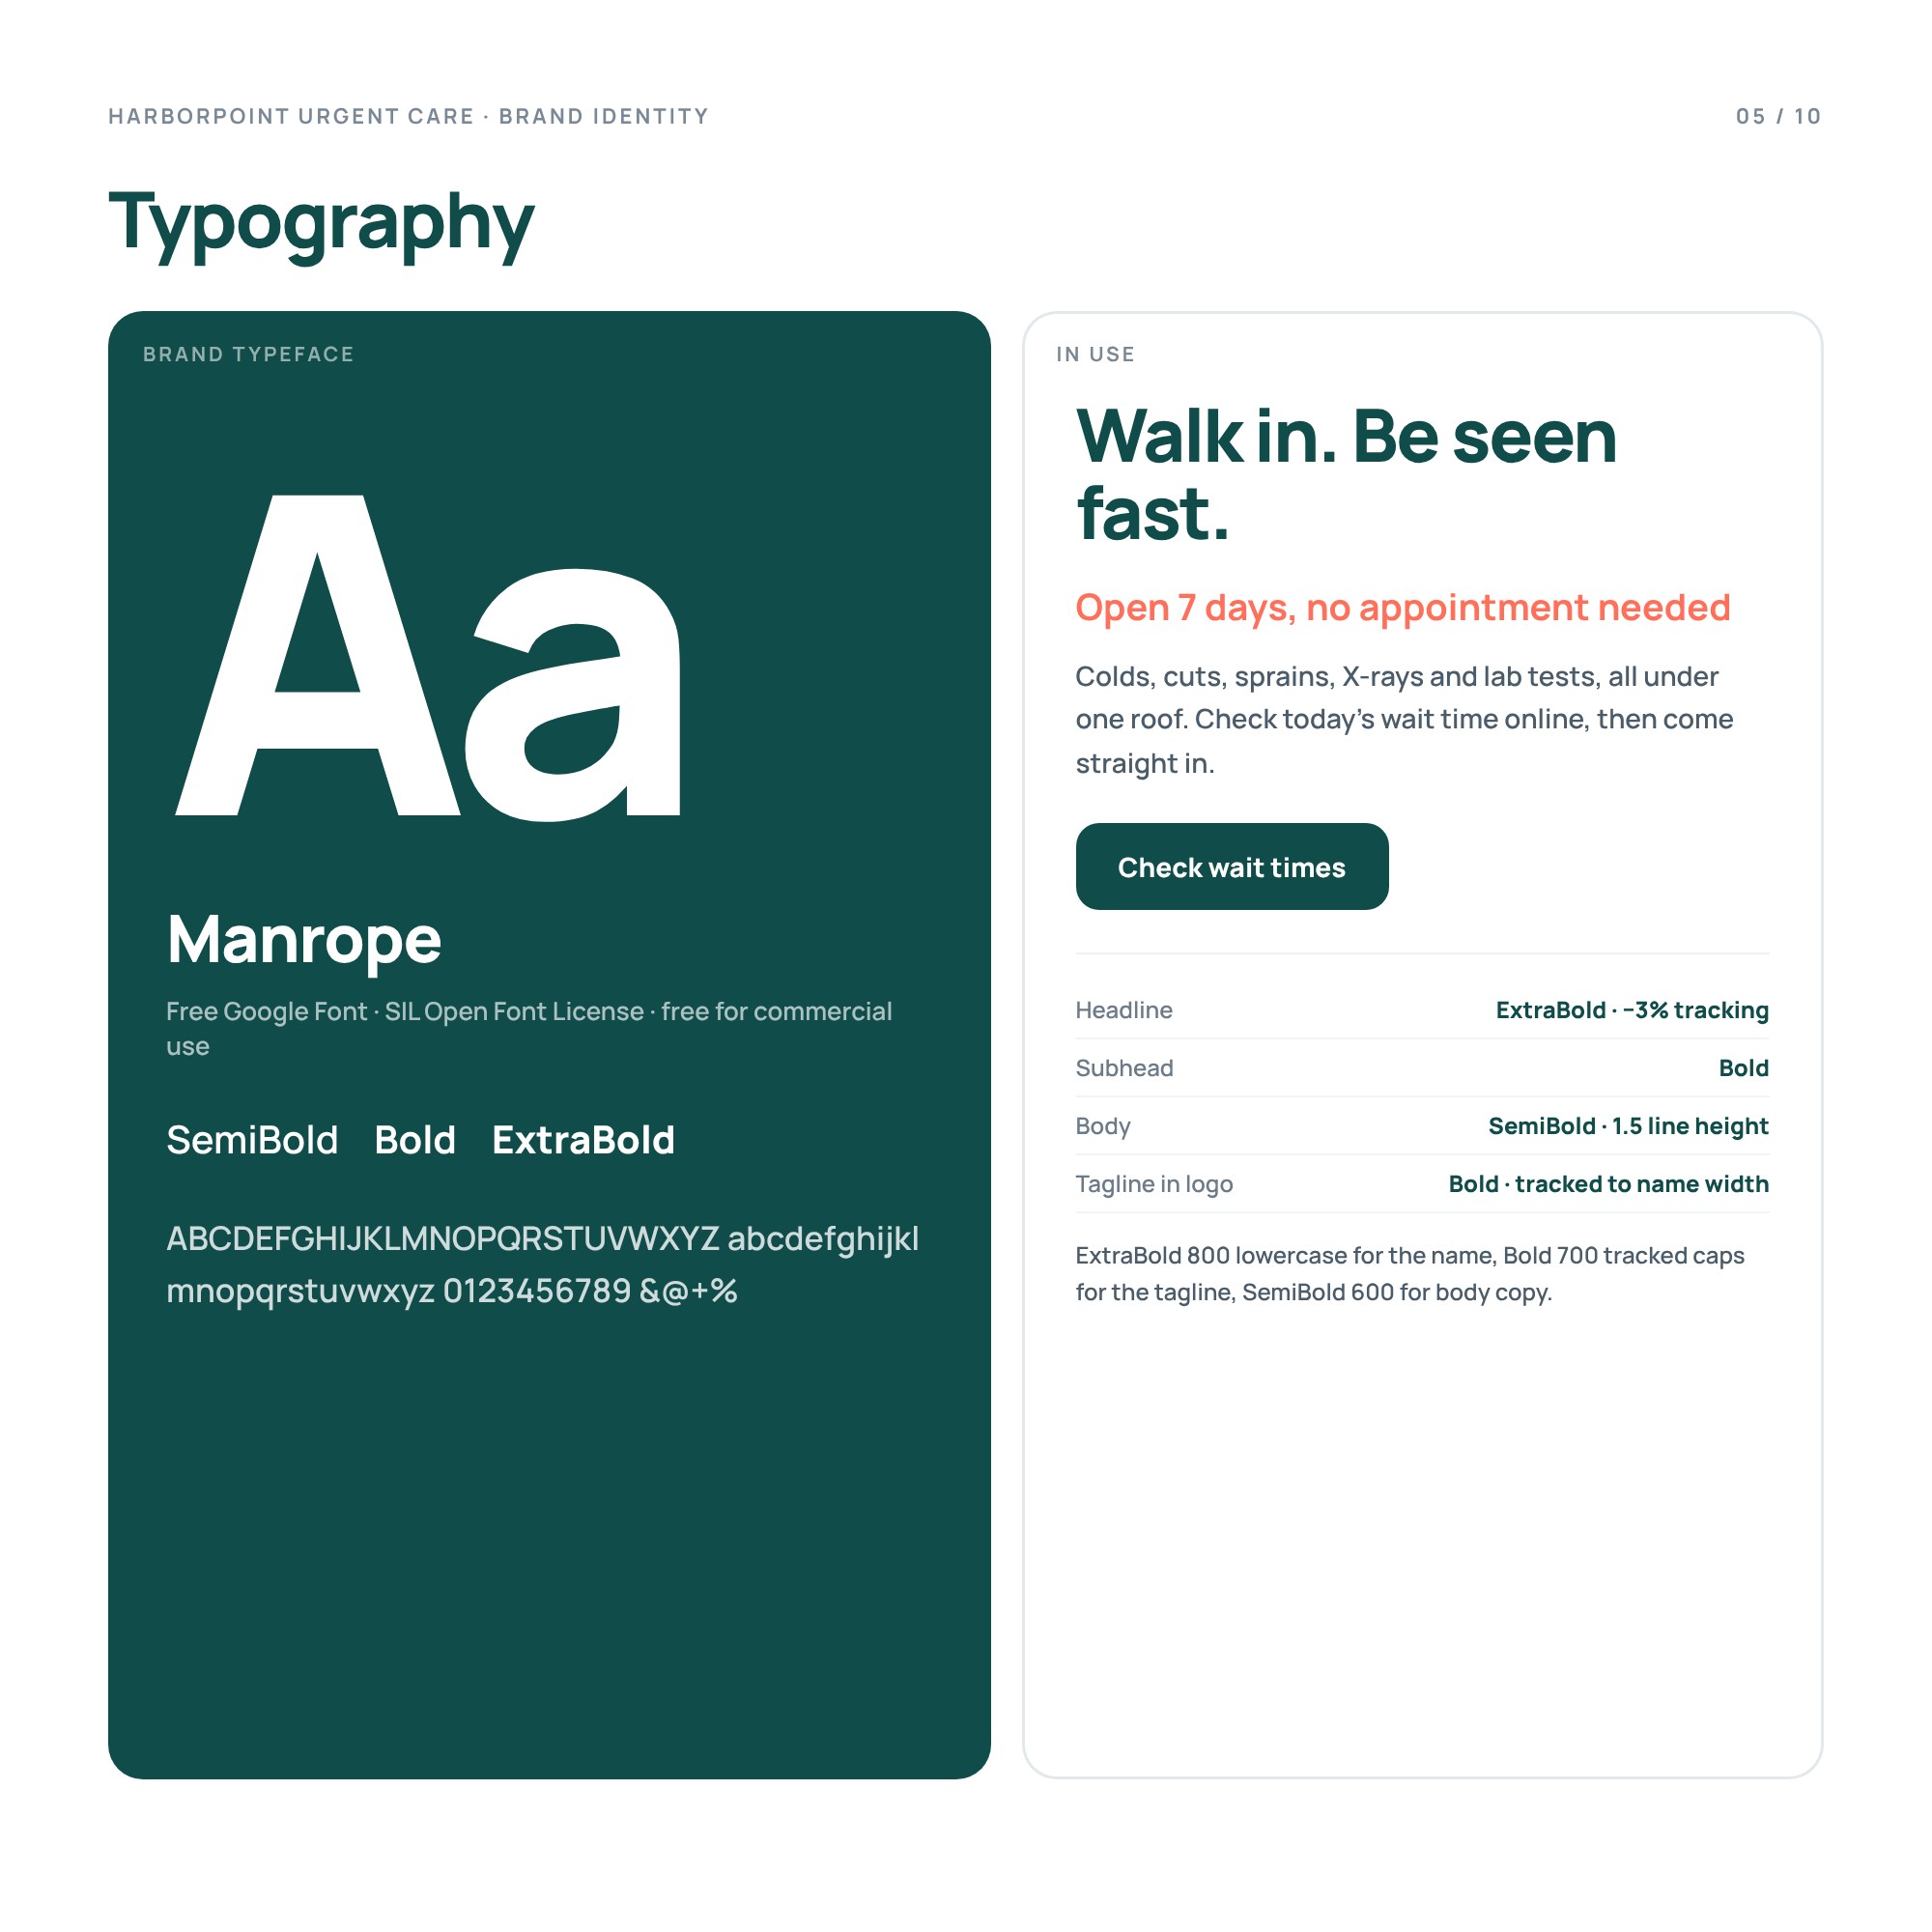 HARBORPOINT URGENT CARE · BRAND IDENTITY
05 / 10
Typography
BRAND TYPEFACE
Aa
Manrope
Free Google Font · SIL Open Font License · free for commercial
use
SemiBold Bold ExtraBold
ABCDEFGHIJKLMNOPQRSTUVWXYZ abcdefghijkl
mnopqrstuvwxyz 0123456789 &@+%
IN USE
Walk in. Be seen
fast.
Open 7 days, no appointment needed
Colds, cuts, sprains, X-rays and lab tests, all under
one roof. Check today’s wait time online, then come
straight in.
Check wait times
Headline ExtraBold · −3% tracking
Subhead Bold
Body SemiBold · 1.5 line height
Tagline in logo Bold · tracked to name width
ExtraBold 800 lowercase for the name, Bold 700 tracked caps
for the tagline, SemiBold 600 for body copy.